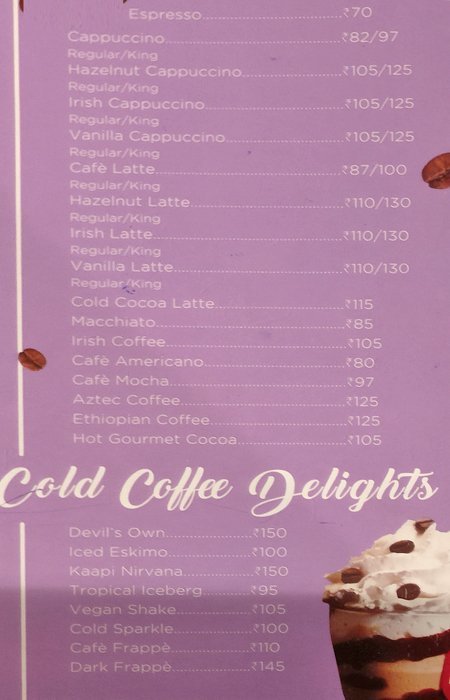 Espresso ₹70
Cappuccino ₹82/97
Regular/King
Hazelnut Cappuccino ₹105/125
Regular/King
Irish Cappuccino ₹105/125
Regular/King
Vanilla Cappuccino ₹105/125
Regular/King
Cafè Latte ₹87/100
Regular/King
Hazelnut Latte ₹110/130
Regular/King
Irish Latte ₹110/130
Regular/King
Vanilla Latte ₹110/130
Regular/King
Cold Cocoa Latte ₹115
Macchiato ₹85
Irish Coffee ₹105
Cafè Americano ₹80
Cafè Mocha ₹97
Aztec Coffee ₹125
Ethiopian Coffee ₹125
Hot Gourmet Cocoa ₹105
Cold Coffee Delights
Devil's Own ₹150
Iced Eskimo ₹100
Kaapi Nirvana ₹150
Tropical Iceberg ₹95
Vegan Shake ₹105
Cold Sparkle ₹100
Cafè Frappè ₹110
Dark Frappè ₹145